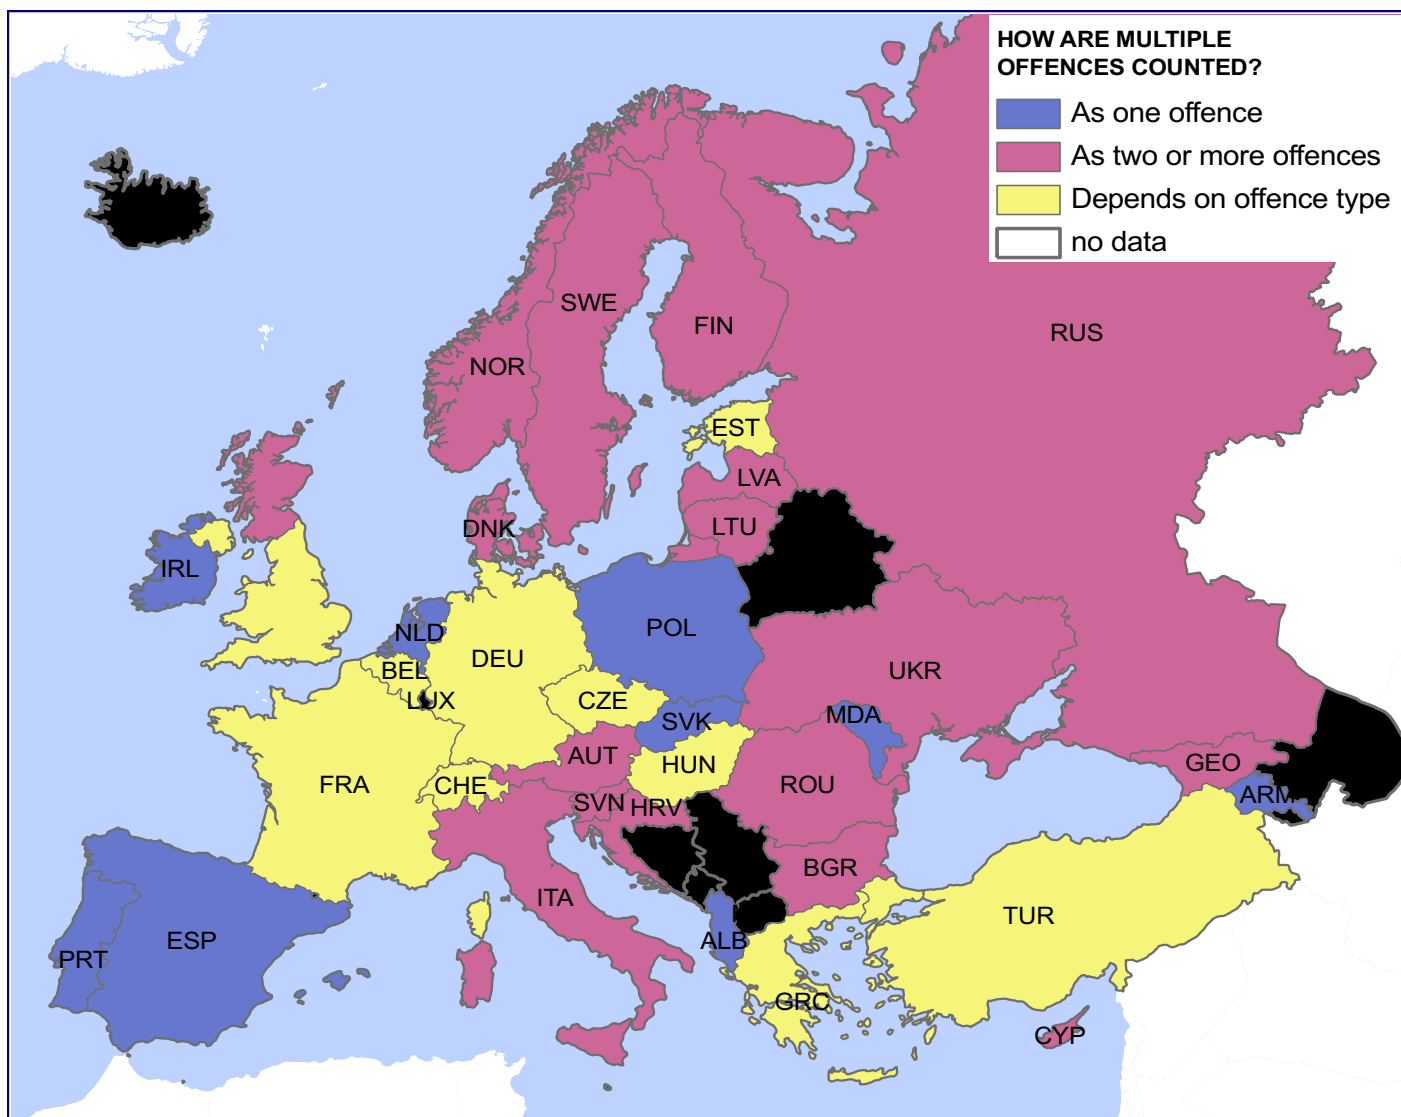 HOW ARE MULTIPLE
OFFENCES COUNTED?
As one offence
As two or more offences
Depends on offence type
no data
SWE
FIN
RUS
NOR
EST
LVA
DNK
LTU
IRL
NLD
POL
DEU
BEL
UKR
LUX
CZE
SVK
MDA
AUT
HUN
GEO
FRA
CHE
ROU
ARM
SVN
HRV
BGR
ITA
TUR
ESP
ALB
PRT
GRC
CYP